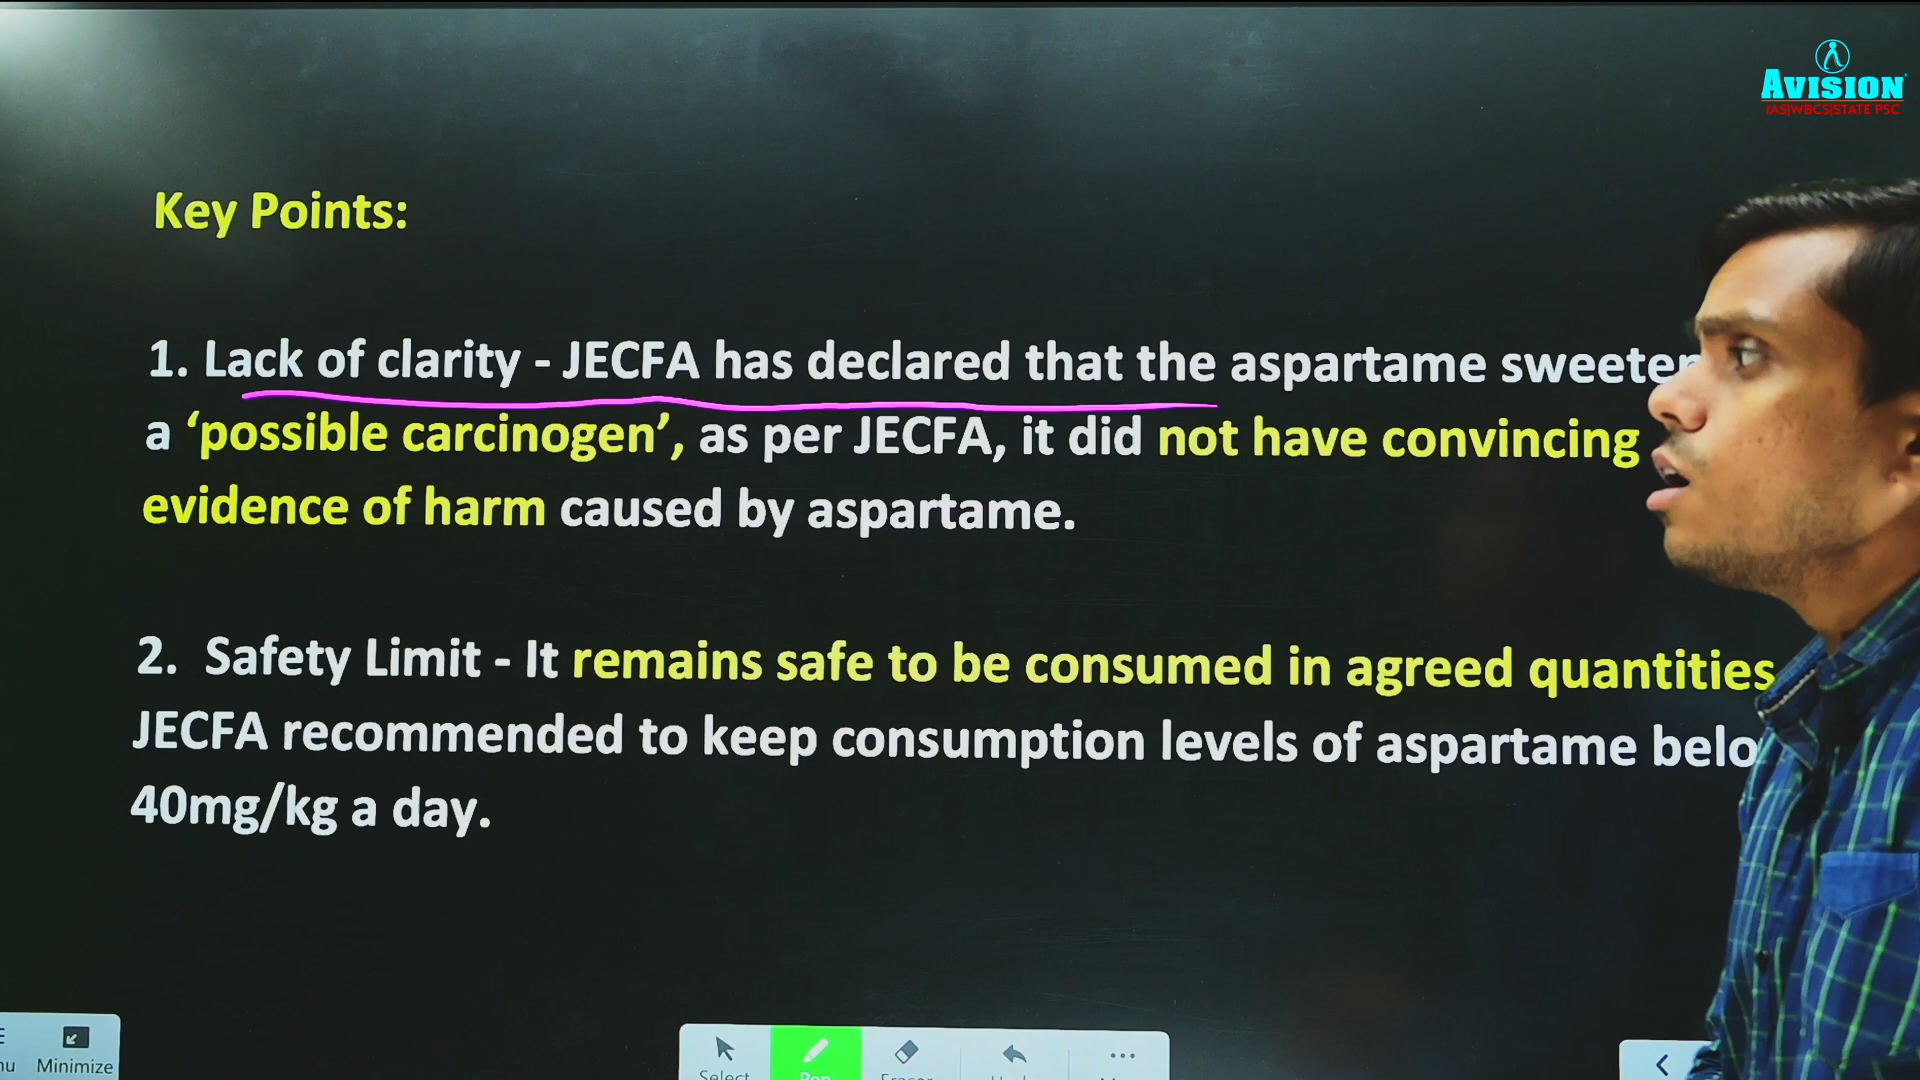 AVISION
IAS|WBCS|STATE PSC
Key Points:
1. Lack of clarity - JECFA has declared that the aspartame
a ‘possible carcinogen’, as per JECFA, it did not have convincing
evidence of harm caused by aspartame.
2. Safety Limit - It remains safe to be consumed in agreed quantities
JECFA recommended to keep consumption levels of aspartame
40mg/kg a day.
Minimize
Select
Pen